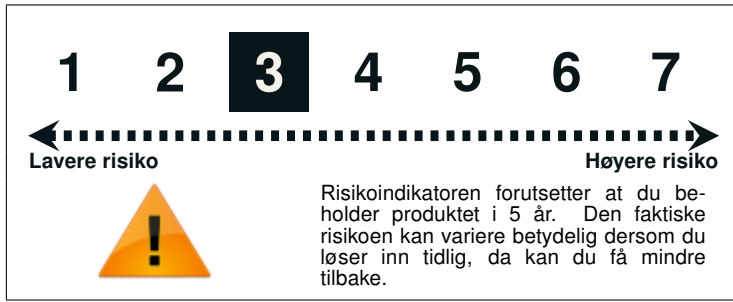 1 2 3 4 5 6 7
Lavere risiko Høyere risiko
Risikoindikatoren forutsetter at du be-
holder produktet i 5 år. Den faktiske
risikoen kan variere betydelig dersom du
løser inn tidlig, da kan du få mindre
tilbake.